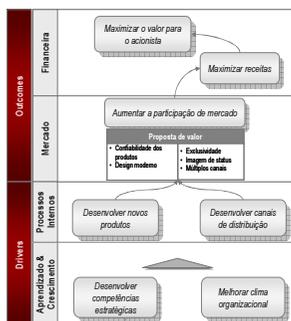 Outcomes
Financeira
Maximizar o valor para
o acionista
Maximizar receitas
Mercado
Aumentar a participação de mercado
Proposta de valor
• Confiabilidade dos
produtos
• Design moderno
• Exclusividade
• Imagem de status
• Múltiplos canais
Drivers
Processos
Internos
Desenvolver novos
produtos
Desenvolver canais
de distribuição
Aprendizado &
Crescimento
Desenvolver
competências
estratégicas
Melhorar clima
organizacional